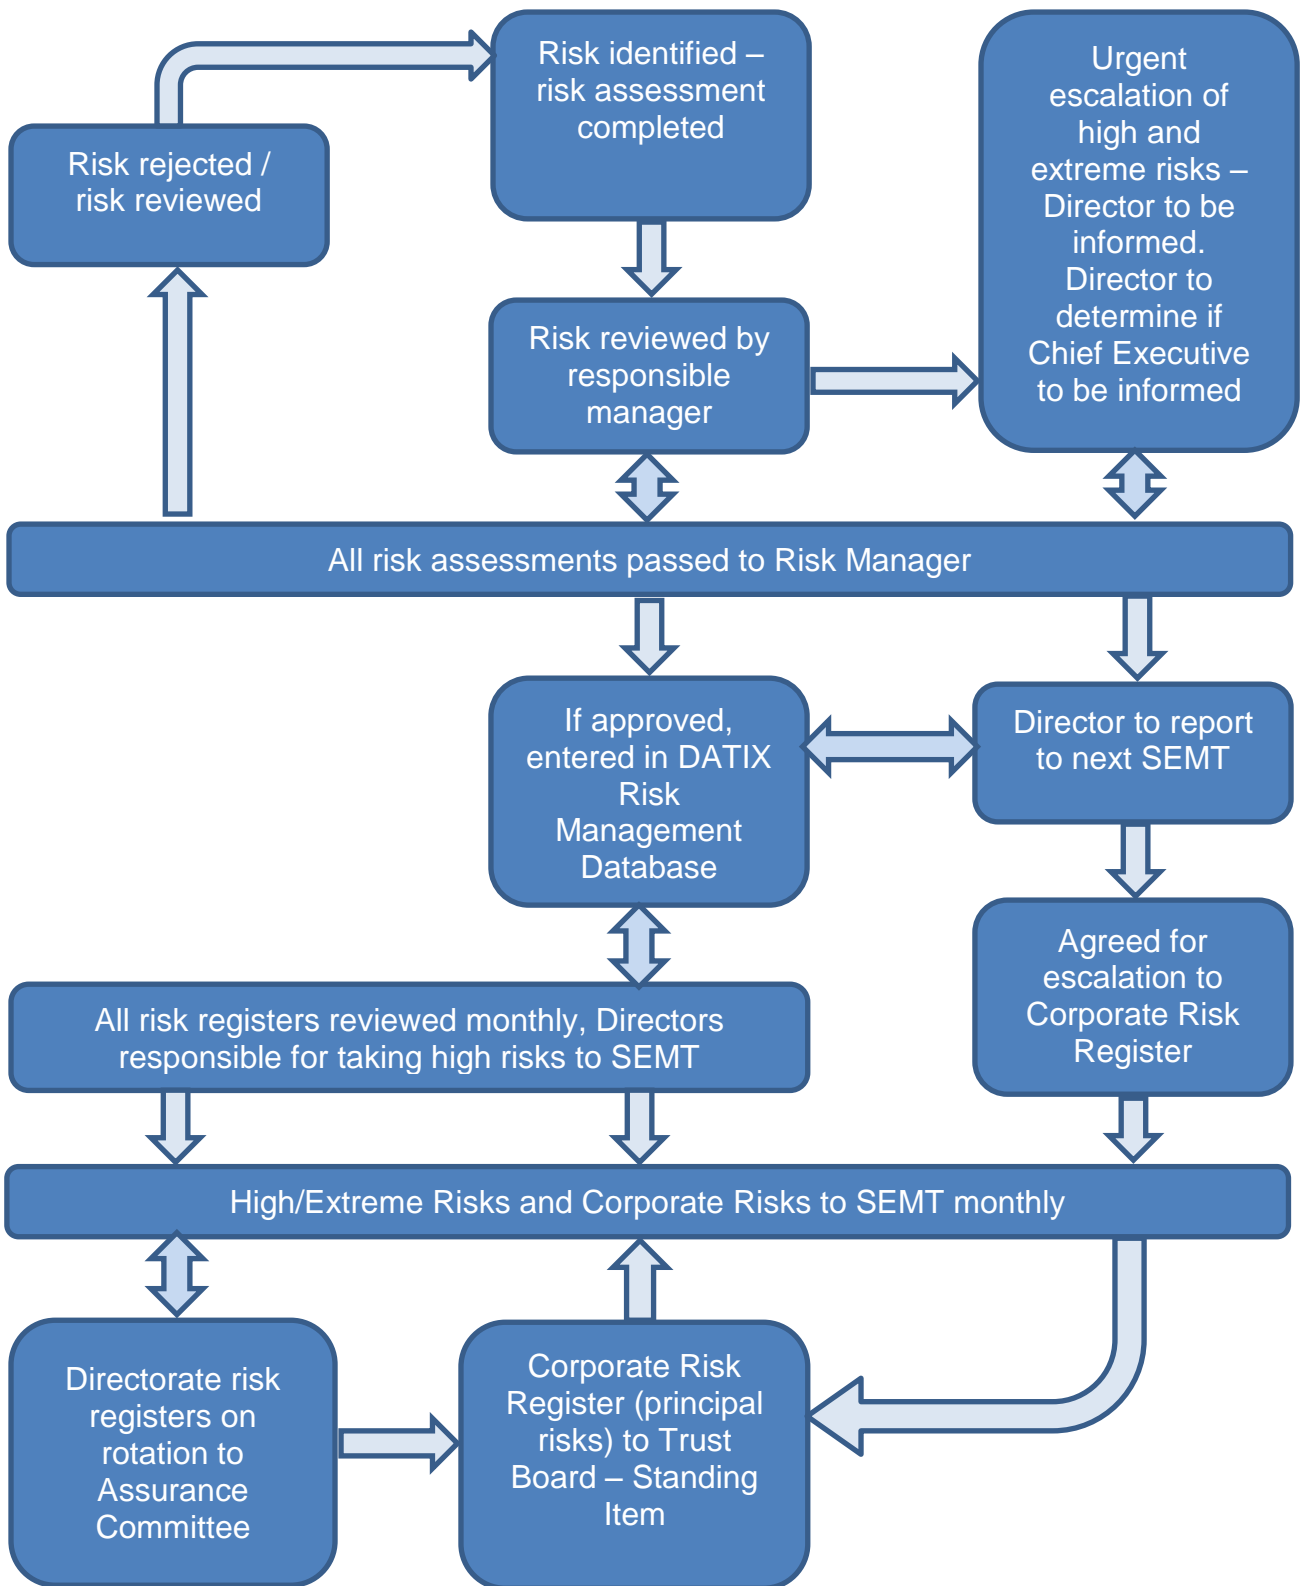 Risk identified –
risk assessment
completed
Urgent
escalation of
high and
extreme risks –
Director to be
informed.
Director to
determine if
Chief Executive
to be informed
Risk rejected /
risk reviewed
Risk reviewed by
responsible
manager
All risk assessments passed to Risk Manager
If approved,
entered in DATIX
Risk
Management
Database
Director to report
to next SEMT
Agreed for
escalation to
Corporate Risk
Register
All risk registers reviewed monthly, Directors
responsible for taking high risks to SEMT
High/Extreme Risks and Corporate Risks to SEMT monthly
Directorate risk
registers on
rotation to
Assurance
Committee
Corporate Risk
Register (principal
risks) to Trust
Board – Standing
Item